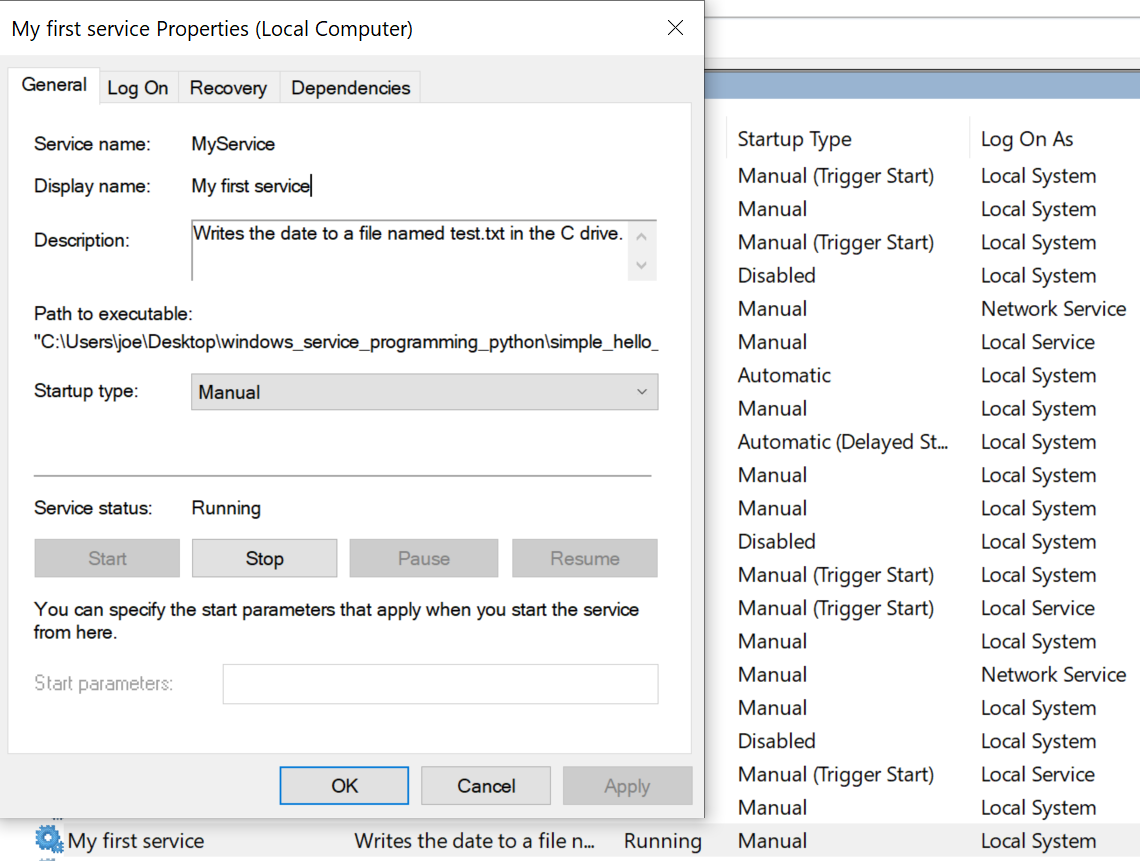 My first service Properties (Local Computer)
General Log On Recovery Dependencies
Service name: MyService
Display name: My first service
Description: Writes the date to a file named test.txt in the C drive.
Path to executable:
"C:\Users\joe\Desktop\windows_service_programming_python\simple_hello_
Startup type: Manual
Service status: Running
Start Stop Pause Resume
You can specify the start parameters that apply when you start the service
from here.
Start parameters:
OK Cancel Apply
Startup Type Log On As
Manual (Trigger Start) Local System
Manual Local System
Manual (Trigger Start) Local System
Disabled Local System
Manual Network Service
Manual Local Service
Automatic Local System
Manual Local System
Automatic (Delayed St... Local System
Manual Local System
Manual Local System
Disabled Local System
Manual (Trigger Start) Local System
Manual (Trigger Start) Local Service
Manual Local System
Manual Network Service
Manual Local System
Disabled Local System
Manual (Trigger Start) Local Service
Manual Local System
My first service Writes the date to a file n... Running Manual Local System